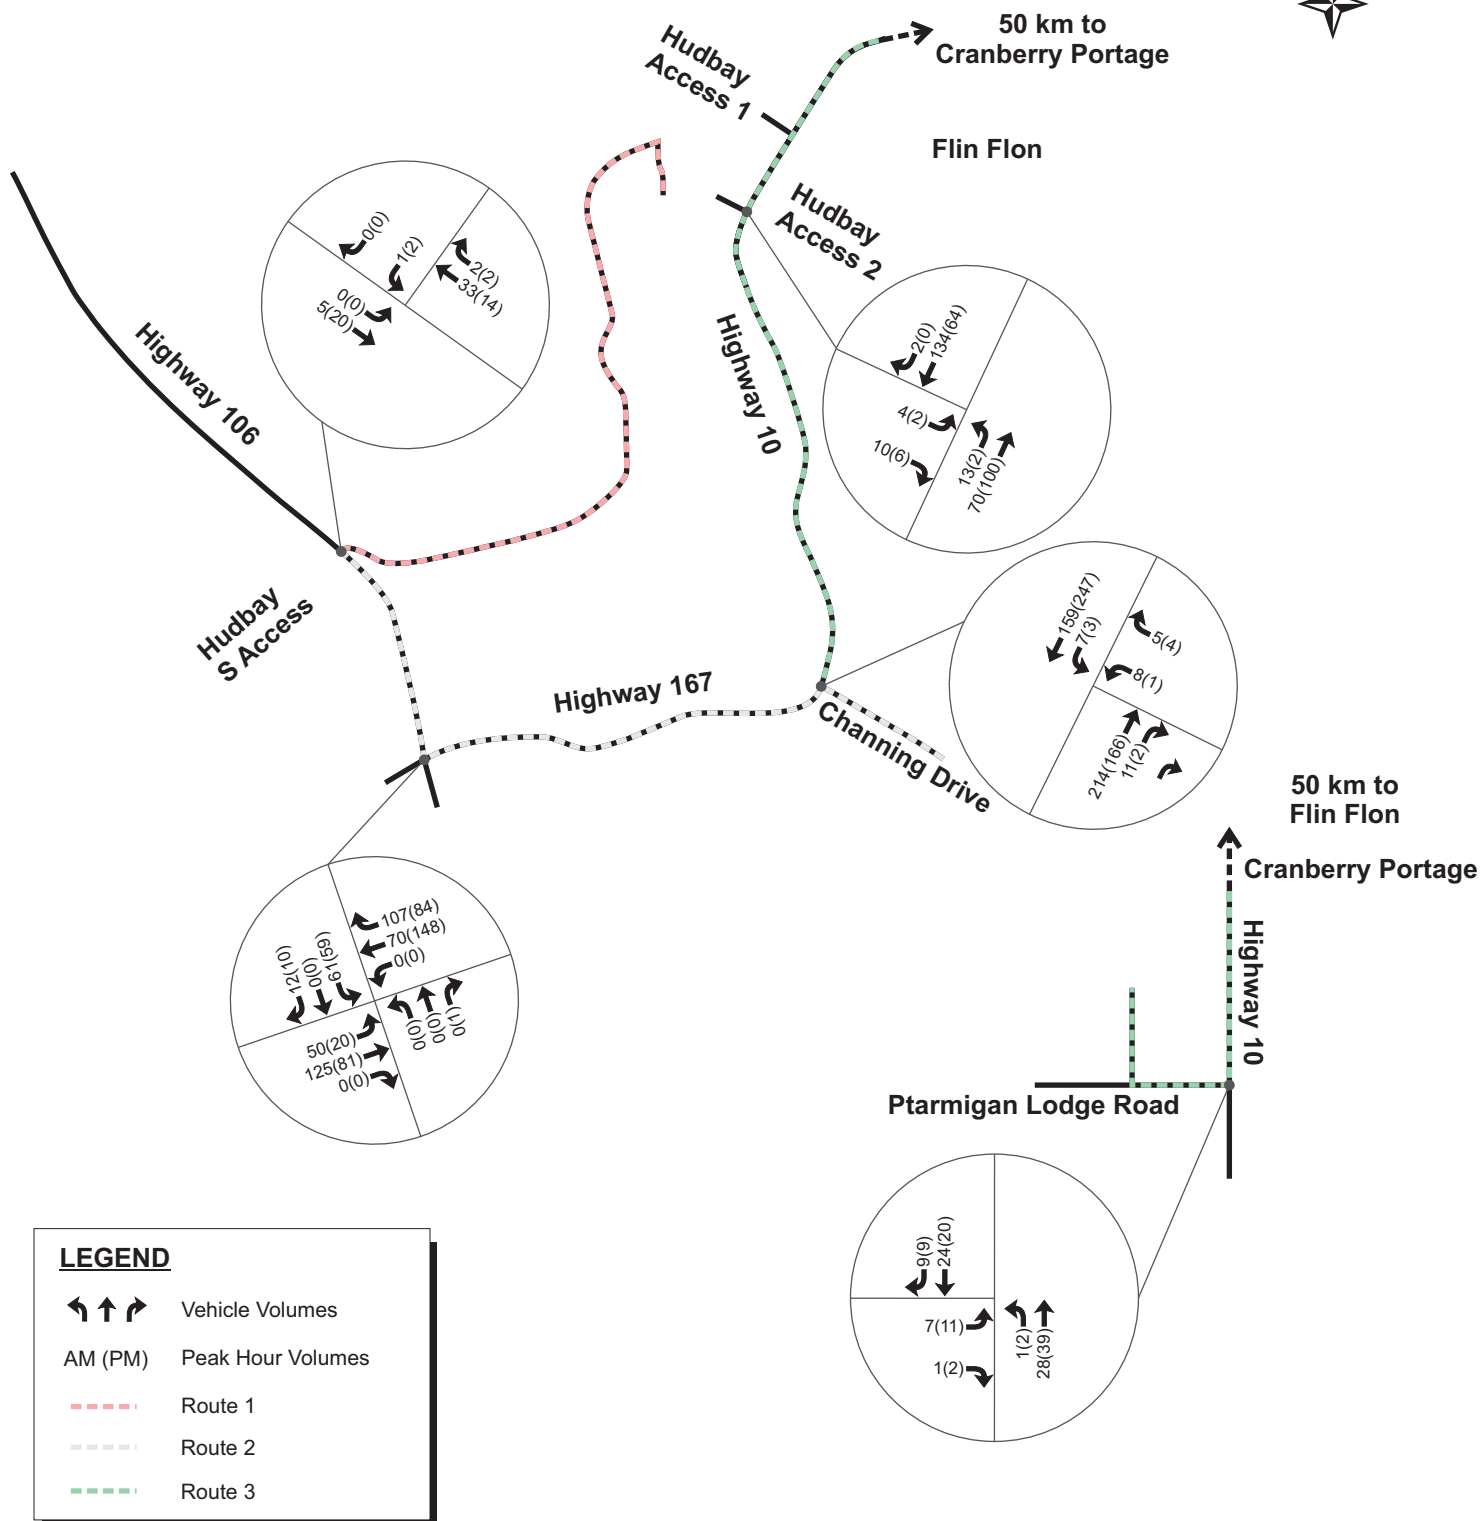 50 km to
Cranberry Portage
Hudbay
Access 1
Flin Flon
Hudbay
Access 2
0(0)
1(2)
2(2)
33(14)
0(0)
5(20)
Highway 106
Highway 10
2(0)
134(64)
4(2)
10(6)
13(2)
70(100)
Hudbay
S Access
159(247)
7(3)
5(4)
8(1)
214(166)
11(2)
Highway 167
Channing Drive
50 km to
Flin Flon
Cranberry Portage
Highway 10
107(84)
70(148)
0(0)
12(10)
0(0)
61(59)
50(20)
125(81)
0(0)
0(0)
0(0)
0(1)
Ptarmigan Lodge Road
9(9)
24(20)
7(11)
1(2)
1(2)
28(39)
LEGEND
Vehicle Volumes
AM (PM) Peak Hour Volumes
Route 1
Route 2
Route 3